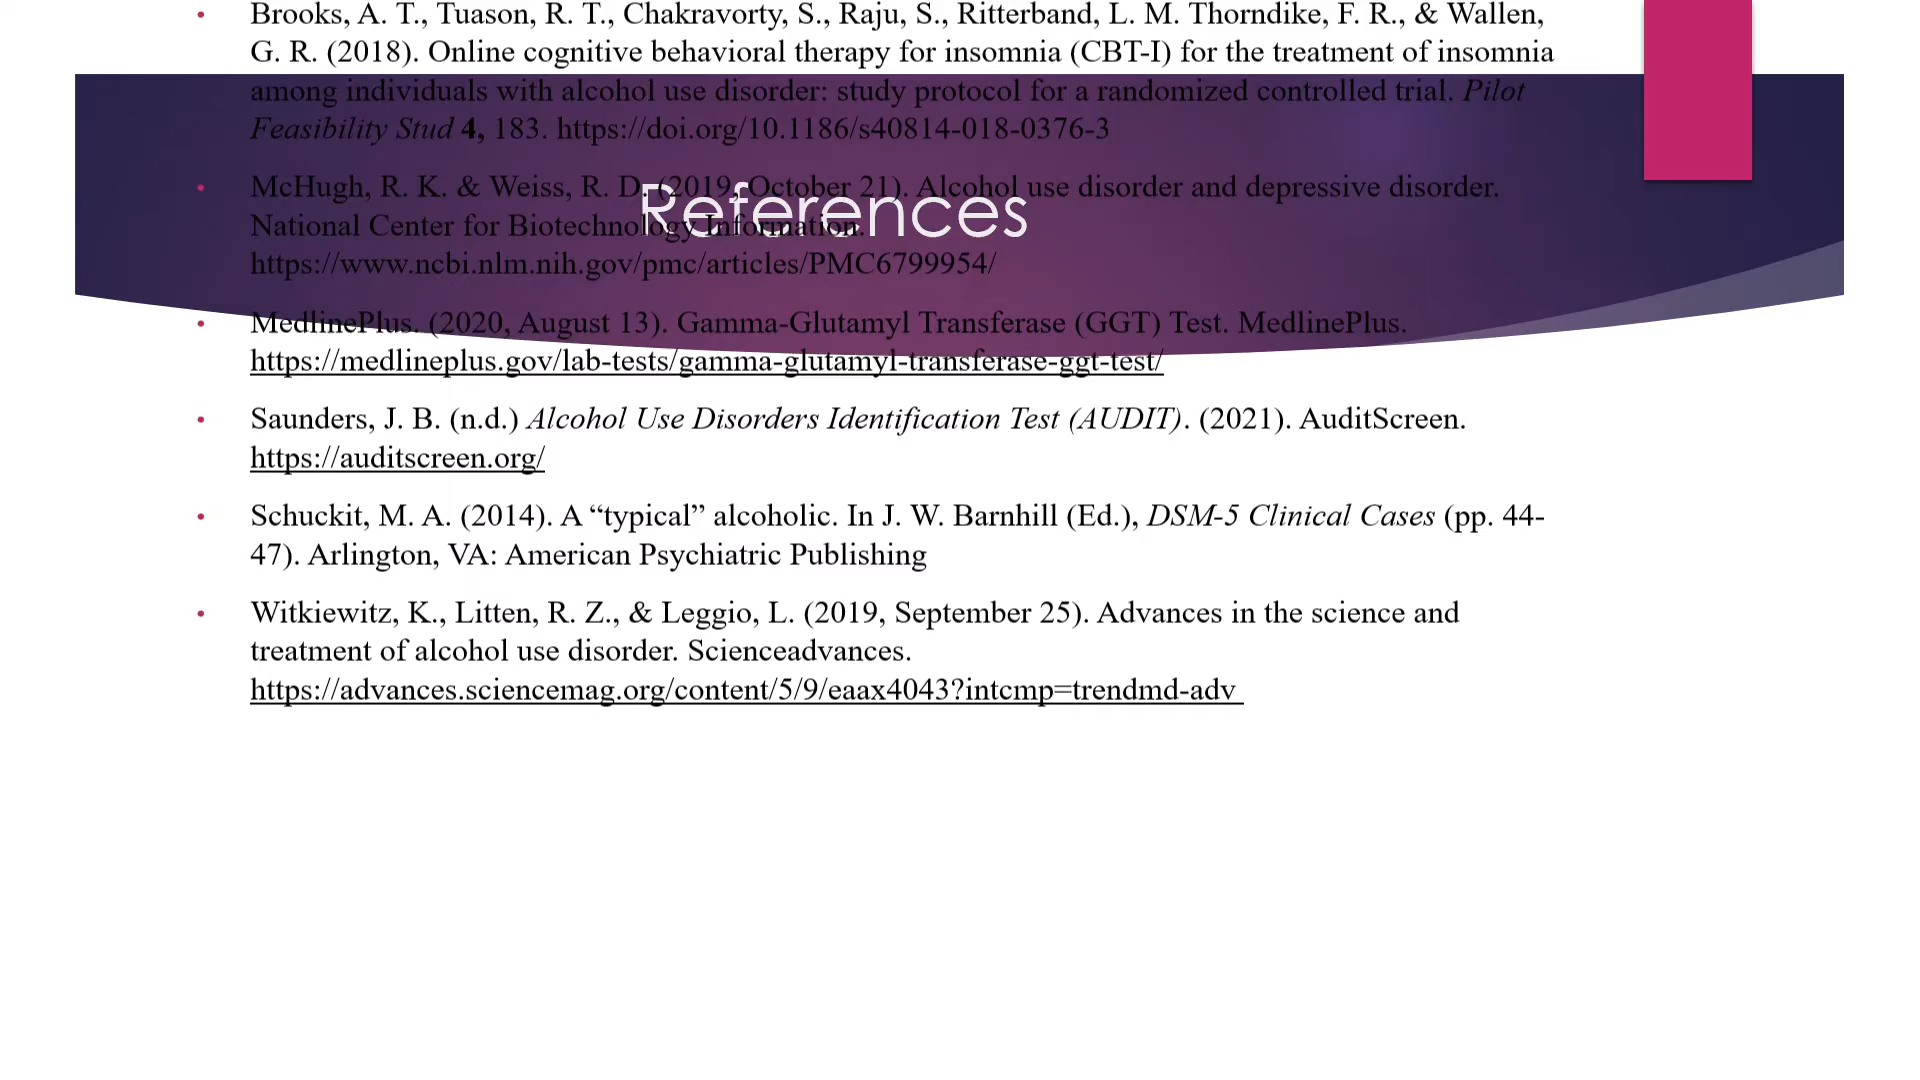 Brooks, A. T., Tuason, R. T., Chakravorty, S., Raju, S., Ritterband, L. M. Thorndike, F. R., & Wallen,
G. R. (2018). Online cognitive behavioral therapy for insomnia (CBT-I) for the treatment of insomnia
among individuals with alcohol use disorder: study protocol for a randomized controlled trial. Pilot
Feasibility Stud 4, 183. https://doi.org/10.1186/s40814-018-0376-3
McHugh, R. K. & Weiss, R. D. (2019, October 21). Alcohol use disorder and depressive disorder.
References
National Center for Biotechnology Information.
https://www.ncbi.nlm.nih.gov/pmc/articles/PMC6799954/
MedlinePlus. (2020, August 13). Gamma-Glutamyl Transferase (GGT) Test. MedlinePlus.
https://medlineplus.gov/lab-tests/gamma-glutamyl-transferase-ggt-test/
Saunders, J. B. (n.d.) Alcohol Use Disorders Identification Test (AUDIT). (2021). AuditScreen.
https://auditscreen.org/
Schuckit, M. A. (2014). A “typical” alcoholic. In J. W. Barnhill (Ed.), DSM-5 Clinical Cases (pp. 44-
47). Arlington, VA: American Psychiatric Publishing
Witkiewitz, K., Litten, R. Z., & Leggio, L. (2019, September 25). Advances in the science and
treatment of alcohol use disorder. Scienceadvances.
https://advances.sciencemag.org/content/5/9/eaax4043?intcmp=trendmd-adv